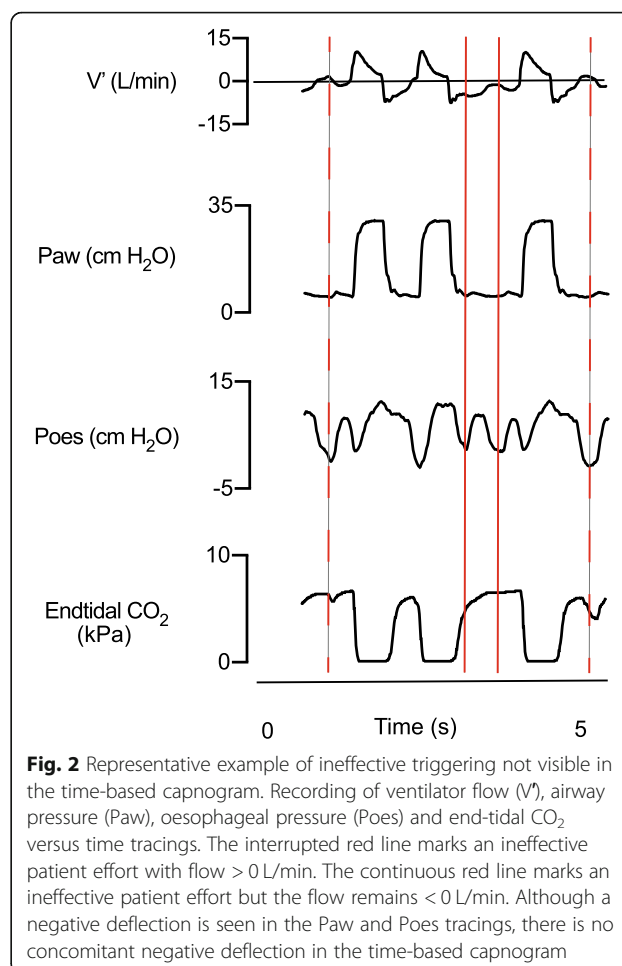 15
V' (L/min)
0
-15
35
Paw (cm H₂O)
0
15
Poes (cm H₂O)
-5
10
Endtidal CO₂
(kPa)
0
0 Time (s) 5
Fig. 2 Representative example of ineffective triggering not visible in
the time-based capnogram. Recording of ventilator flow (V'), airway
pressure (Paw), oesophageal pressure (Poes) and end-tidal CO₂
versus time tracings. The interrupted red line marks an ineffective
patient effort with flow > 0 L/min. The continuous red line marks an
ineffective patient effort but the flow remains < 0 L/min. Although a
negative deflection is seen in the Paw and Poes tracings, there is no
concomitant negative deflection in the time-based capnogram